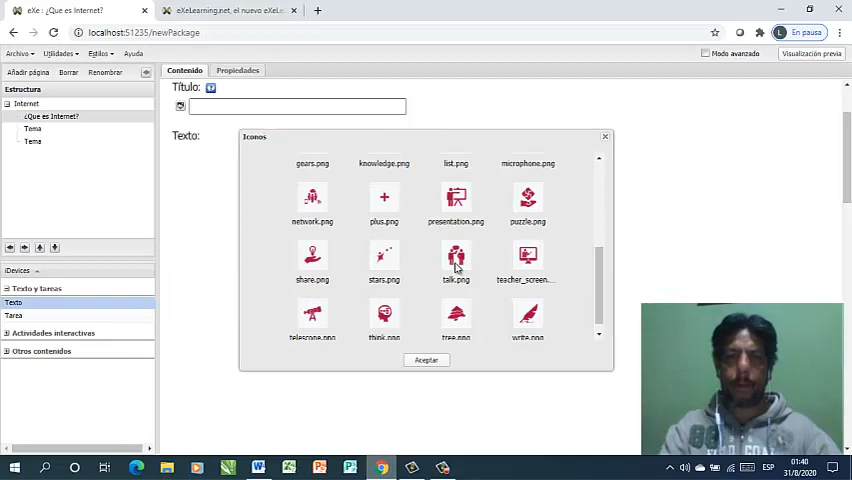 eXe : ¿Que es Internet?
eXeLearning.net, el nuevo eXeLe
localhost:51235/newPackage
En pausa
Archivo
Utilidades
Estilos
Ayuda
Modo avanzado
Visualización previa
Añadir página
Borrar
Renombrar
Contenido
Propiedades
Estructura
Internet
¿Que es Internet?
Tema
Tema
Título:
Texto:
Iconos
gears.png
knowledge.png
list.png
microphone.png
network.png
plus.png
presentation.png
puzzle.png
share.png
stars.png
talk.png
teacher_screen....
telescope.png
think.png
tree.png
write.png
Aceptar
iDevices
Texto y tareas
Texto
Tarea
Actividades interactivas
Otros contenidos
ESP
01:40
31/8/2020